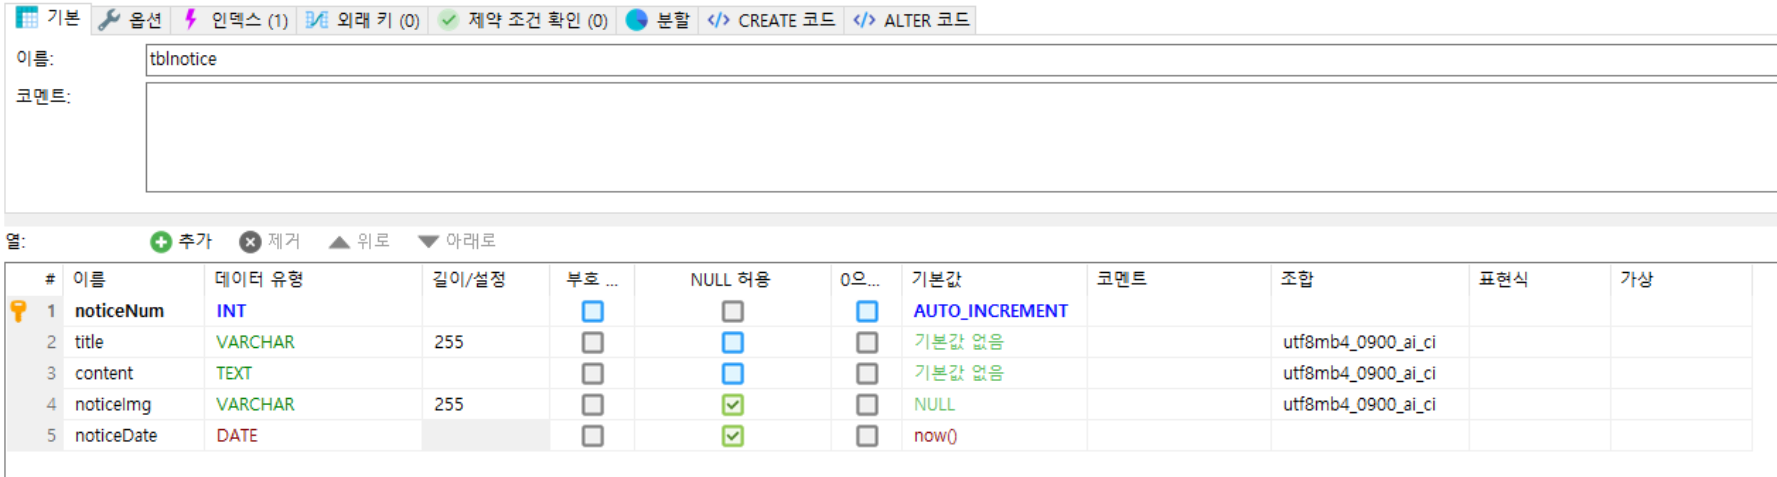 기본 옵션 인덱스 (1) 외래 키 (0) 제약 조건 확인 (0) 분할 </> CREATE 코드 </> ALTER 코드
이름: tblnotice
코멘트:
열: 추가 제거 위로 아래로
# 이름 데이터 유형 길이/설정 부호 ... NULL 허용 0으... 기본값 코멘트 조합 표현식 가상
1 noticeNum INT AUTO_INCREMENT
2 title VARCHAR 255 기본값 없음 utf8mb4_0900_ai_ci
3 content TEXT 기본값 없음 utf8mb4_0900_ai_ci
4 noticeImg VARCHAR 255 NULL utf8mb4_0900_ai_ci
5 noticeDate DATE now()